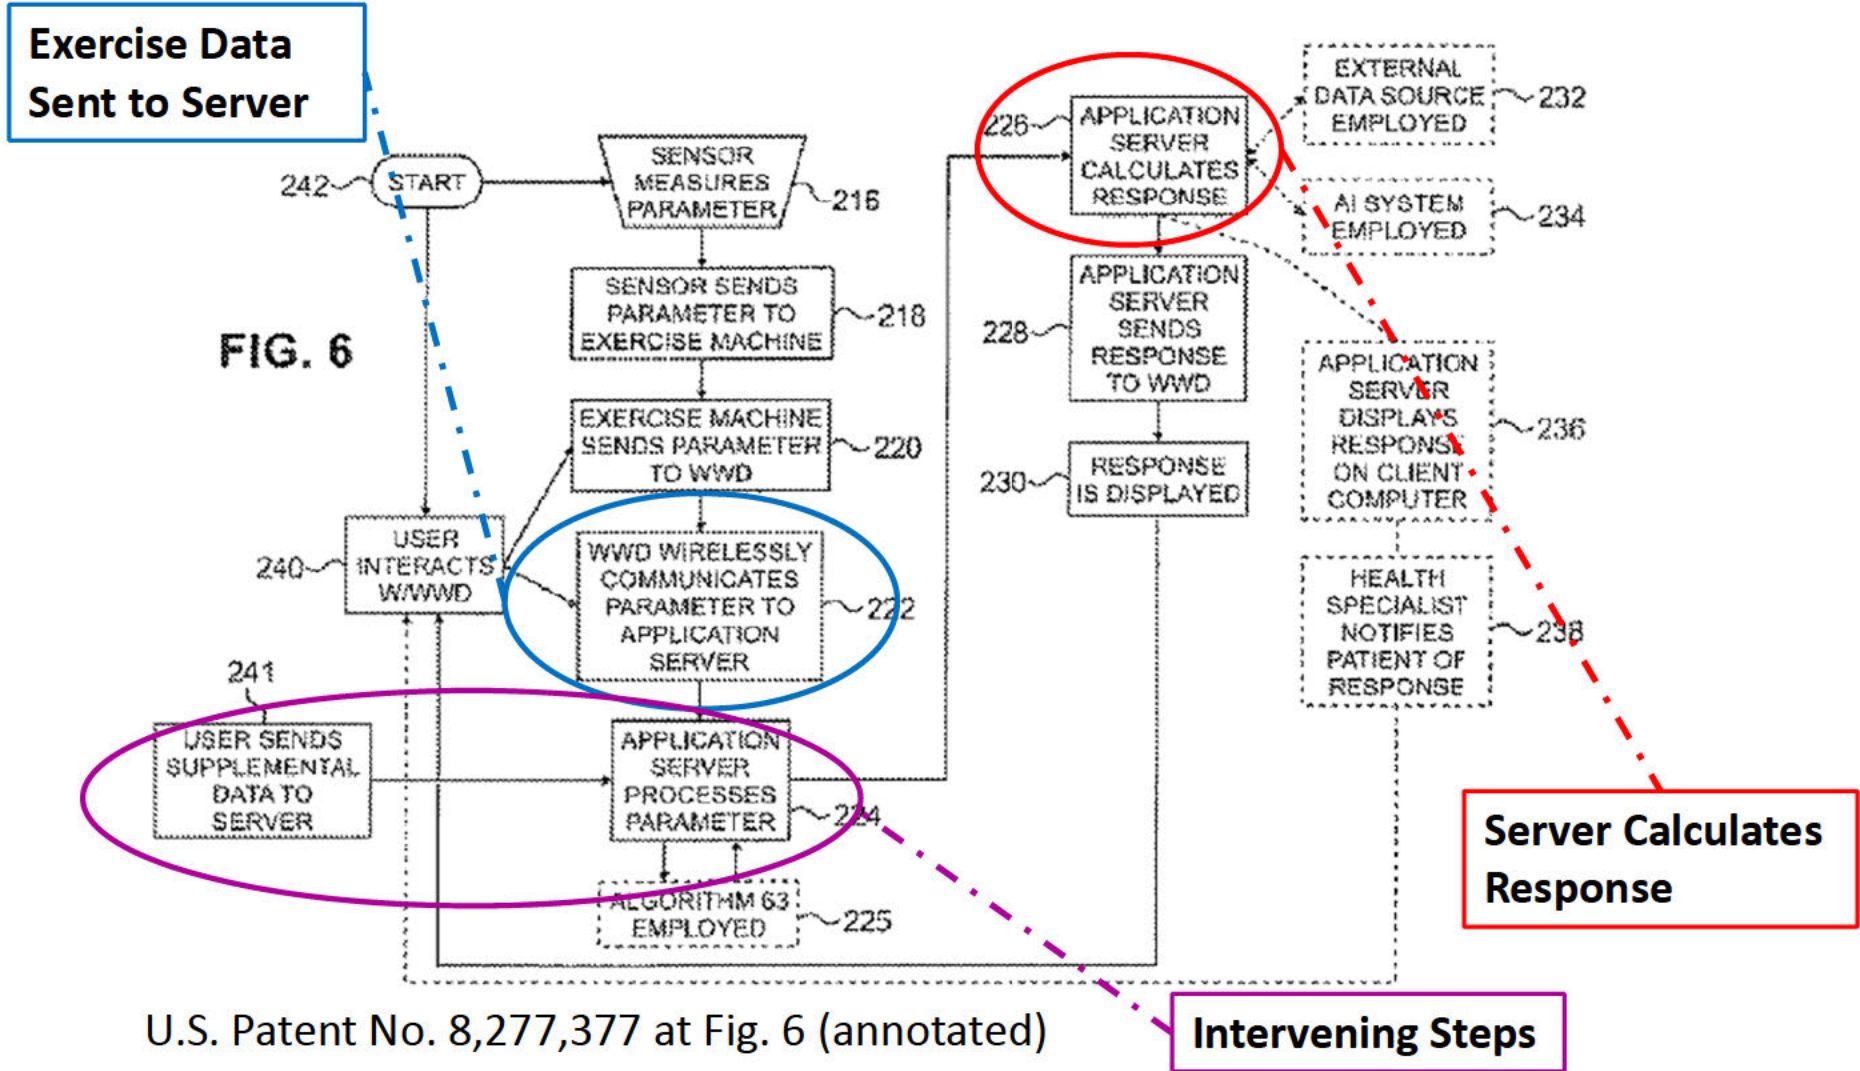 Exercise Data
Sent to Server
242
START
SENSOR
MEASURES
PARAMETER
216
SENSOR SENDS
PARAMETER TO
EXERCISE MACHINE
218
FIG. 6
EXERCISE MACHINE
SENDS PARAMETER
TO WWD
220
USER
INTERACTS
W/WWD
240
WWD WIRELESSLY
COMMUNICATES
PARAMETER TO
APPLICATION
SERVER
222
241
USER SENDS
SUPPLEMENTAL
DATA TO
SERVER
APPLICATION
SERVER
PROCESSES
PARAMETER
224
ALGORITHM 63
EMPLOYED
225
226
APPLICATION
SERVER
CALCULATES
RESPONSE
EXTERNAL
DATA SOURCE
EMPLOYED
232
AI SYSTEM
EMPLOYED
234
228
APPLICATION
SERVER
SENDS
RESPONSE
TO WWD
230
RESPONSE
IS DISPLAYED
APPLICATION
SERVER
DISPLAYS
RESPONSE
ON CLIENT
COMPUTER
236
HEALTH
SPECIALIST
NOTIFIES
PATIENT OF
RESPONSE
238
Server Calculates
Response
Intervening Steps
U.S. Patent No. 8,277,377 at Fig. 6 (annotated)